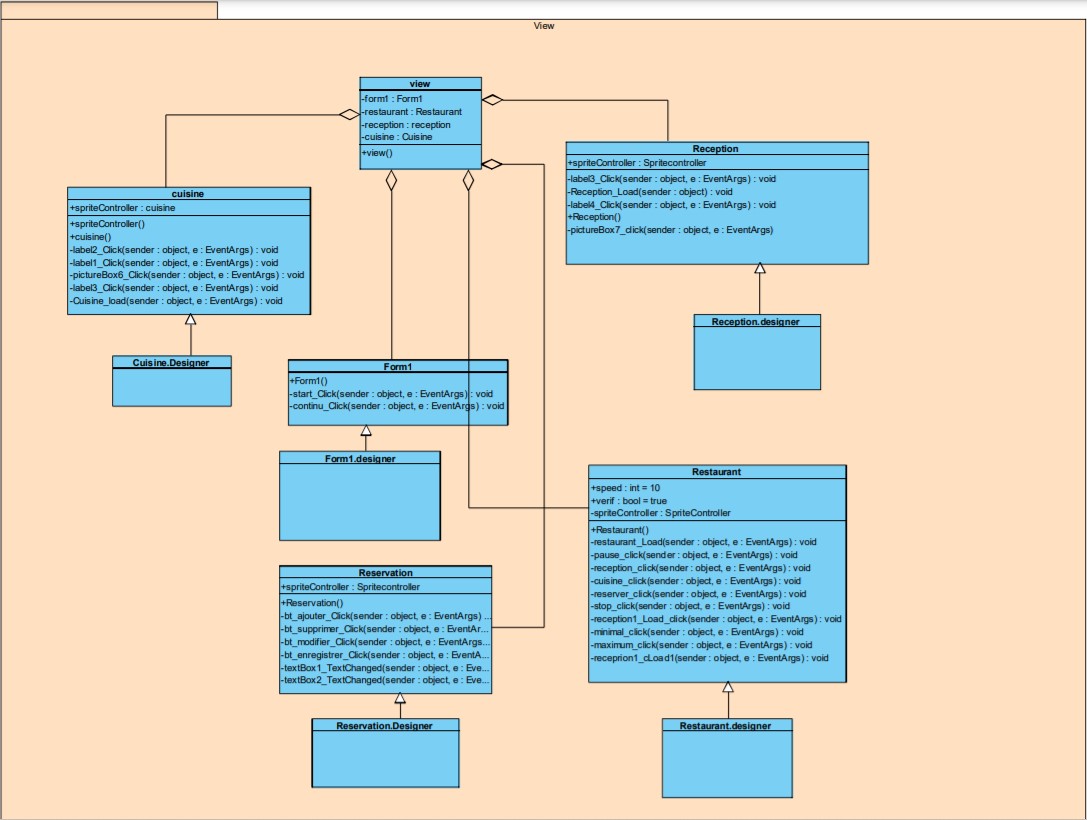 View
view
-form1 : Form1
-restaurant : Restaurant
-reception : reception
-cuisine : Cuisine
+view()
Reception
+spriteController : Spritecontroller
-label3_Click(sender : object, e : EventArgs) : void
-Reception_Load(sender : object) : void
-label4_Click(sender : object, e : EventArgs) : void
+Reception()
-pictureBox7_click(sender : object, e : EventArgs)
cuisine
+spriteController : cuisine
+spriteController()
+cuisine()
-label2_Click(sender : object, e : EventArgs) : void
-label1_Click(sender : object, e : EventArgs) : void
-pictureBox6_Click(sender : object, e : EventArgs) : void
-label3_Click(sender : object, e : EventArgs) : void
-Cuisine_load(sender : object, e : EventArgs) : void
Reception.designer
Cuisine.Designer
Form1
+Form1()
-start_Click(sender : object, e : EventArgs) : void
-continu_Click(sender : object, e : EventArgs) : void
Form1.designer
Restaurant
+speed : int = 10
+verif : bool = true
-spriteController : SpriteController
+Restaurant()
-restaurant_Load(sender : object, e : EventArgs) : void
-pause_click(sender : object, e : EventArgs) : void
-reception_click(sender : object, e : EventArgs) : void
-cuisine_click(sender : object, e : EventArgs) : void
-reserver_click(sender : object, e : EventArgs) : void
-stop_click(sender : object, e : EventArgs) : void
-reception1_Load_click(sender : object, e : EventArgs) : void
-minimal_click(sender : object, e : EventArgs) : void
-maximum_click(sender : object, e : EventArgs) : void
-receprion1_cLoad1(sender : object, e : EventArgs) : void
Reservation
+spriteController : Spritecontroller
+Reservation()
-bt_ajouter_Click(sender : object, e : EventArgs) ...
-bt_supprimer_Click(sender : object, e : EventAr...
-bt_modifier_Click(sender : object, e : EventArgs...
-bt_enregistrer_Click(sender : object, e : EventA...
-textBox1_TextChanged(sender : object, e : Eve...
-textBox2_TextChanged(sender : object, e : Eve...
Reservation.Designer
Restaurant.designer